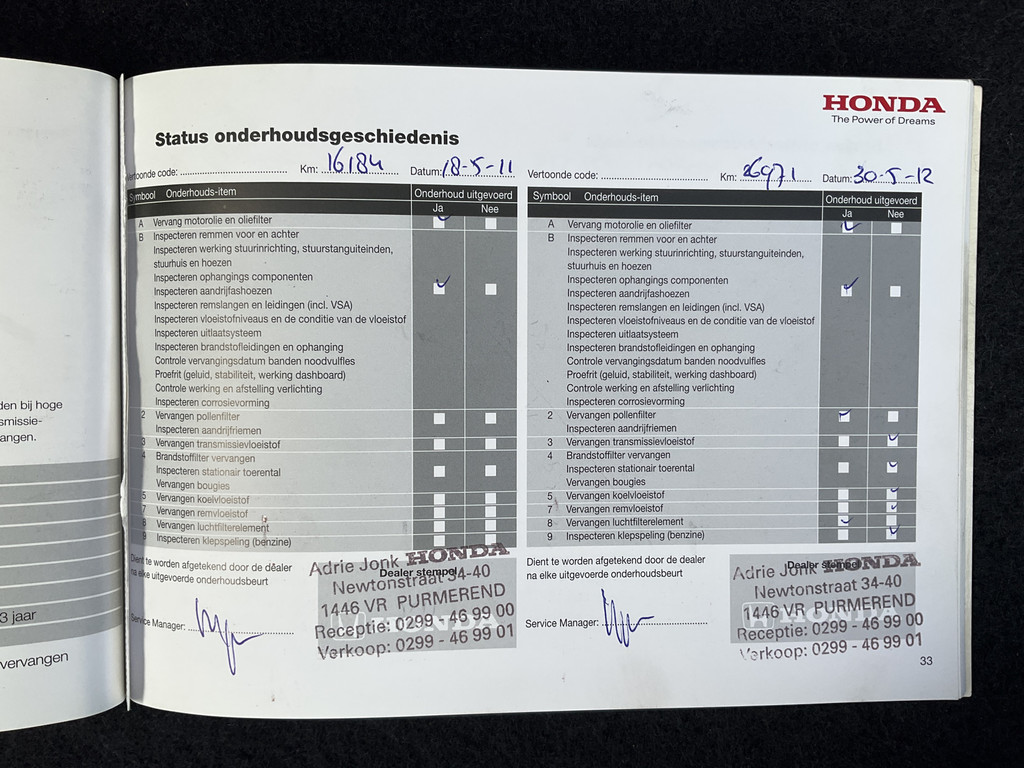 den bij hoge
smissie-
angen.
3 jaar
vervangen
HONDA
The Power of Dreams
Status onderhoudsgeschiedenis
Vertoonde code: Km: 16184 Datum: 18-5-11
Symbool Onderhouds-item Onderhoud uitgevoerd
Ja Nee
A Vervang motorolie en oliefilter
B Inspecteren remmen voor en achter
Inspecteren werking stuurinrichting, stuurstanguiteinden,
stuurhuis en hoezen
Inspecteren ophangings componenten
Inspecteren aandrijfashoezen
Inspecteren remslangen en leidingen (incl. VSA)
Inspecteren vloeistofniveaus en de conditie van de vloeistof
Inspecteren uitlaatsysteem
Inspecteren brandstofleidingen en ophanging
Controle vervangingsdatum banden noodvulfles
Proefrit (geluid, stabiliteit, werking dashboard)
Controle werking en afstelling verlichting
Inspecteren corrosievorming
2 Vervangen pollenfilter
Inspecteren aandrijfriemen
3 Vervangen transmissievloeistof
4 Brandstoffilter vervangen
Inspecteren stationair toerental
Vervangen bougies
5 Vervangen koelvloeistof
7 Vervangen remvloeistof
8 Vervangen luchtfilterelement
9 Inspecteren klepspeling (benzine)
Dient te worden afgetekend door de dealer
na elke uitgevoerde onderhoudsbeurt
Service Manager:
Dealer stempel
Adrie Jonk HONDA
Newtonstraat 34-40
1446 VR PURMEREND
Receptie: 0299 - 46 99 00
Verkoop: 0299 - 46 99 01
HONDA
Vertoonde code: Km: 26971 Datum: 30-5-12
Symbool Onderhouds-item Onderhoud uitgevoerd
Ja Nee
A Vervang motorolie en oliefilter
B Inspecteren remmen voor en achter
Inspecteren werking stuurinrichting, stuurstanguiteinden,
stuurhuis en hoezen
Inspecteren ophangings componenten
Inspecteren aandrijfashoezen
Inspecteren remslangen en leidingen (incl. VSA)
Inspecteren vloeistofniveaus en de conditie van de vloeistof
Inspecteren uitlaatsysteem
Inspecteren brandstofleidingen en ophanging
Controle vervangingsdatum banden noodvulfles
Proefrit (geluid, stabiliteit, werking dashboard)
Controle werking en afstelling verlichting
Inspecteren corrosievorming
2 Vervangen pollenfilter
Inspecteren aandrijfriemen
3 Vervangen transmissievloeistof
4 Brandstoffilter vervangen
Inspecteren stationair toerental
Vervangen bougies
5 Vervangen koelvloeistof
7 Vervangen remvloeistof
8 Vervangen luchtfilterelement
9 Inspecteren klepspeling (benzine)
Dient te worden afgetekend door de dealer
na elke uitgevoerde onderhoudsbeurt
Service Manager:
Dealer stempel
Adrie Jonk HONDA
Newtonstraat 34-40
1446 VR PURMEREND
Receptie: 0299 - 46 99 00
Verkoop: 0299 - 46 99 01
HONDA
33